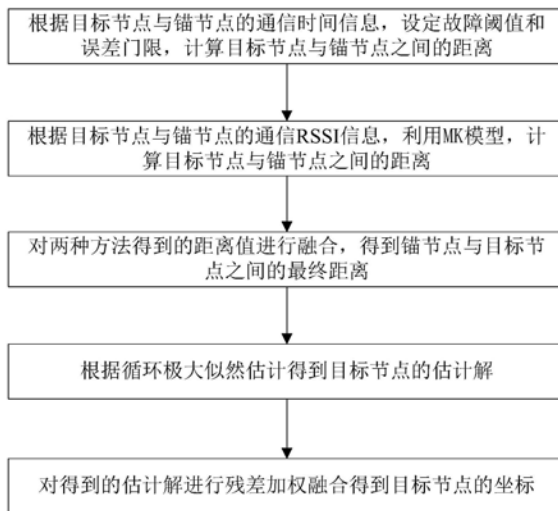 根据目标节点与锚节点的通信时间信息，设定故障阈值和
误差门限，计算目标节点与锚节点之间的距离
根据目标节点与锚节点的通信RSSI信息，利用MK模型，计
算目标节点与锚节点之间的距离
对两种方法得到的距离值进行融合，得到锚节点与目标节
点之间的最终距离
根据循环极大似然估计得到目标节点的估计解
对得到的估计解进行残差加权融合得到目标节点的坐标